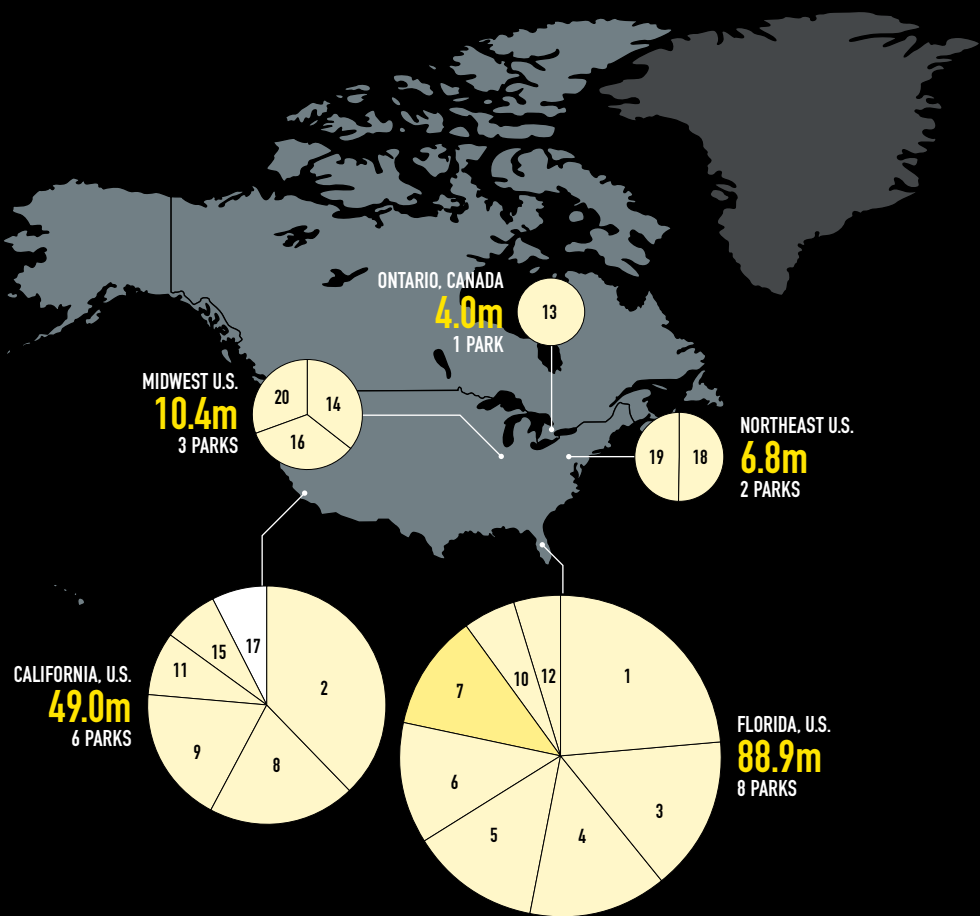 ONTARIO, CANADA
4.0m
1 PARK
13
MIDWEST U.S.
10.4m
3 PARKS
20
14
16
NORTHEAST U.S.
6.8m
2 PARKS
19
18
CALIFORNIA, U.S.
49.0m
6 PARKS
17
15
11
2
9
8
FLORIDA, U.S.
88.9m
8 PARKS
10
12
1
7
6
3
5
4